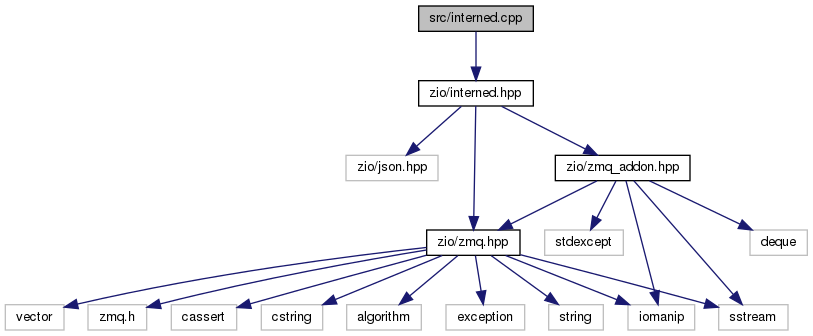 src/interned.cpp
zio/interned.hpp
zio/json.hpp
zio/zmq_addon.hpp
zio/zmq.hpp
stdexcept
deque
vector
zmq.h
cassert
cstring
algorithm
exception
string
iomanip
sstream